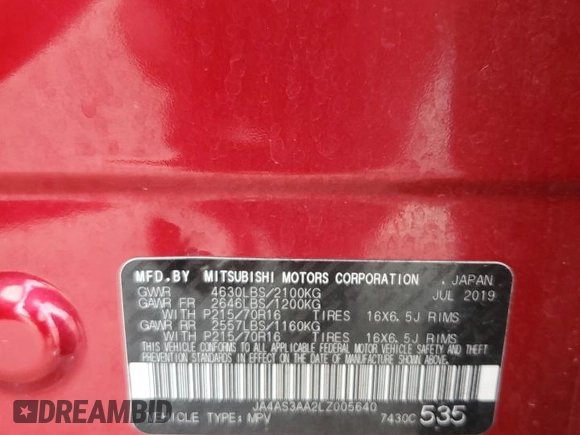 MFD.BY MITSUBISHI MOTORS CORPORATION , JAPAN
GVWR 4630LBS/2100KG JUL 2019
GAWR FR 2646LBS/1200KG
WITH P215/70R16 TIRES 16X6.5J RIMS
GAWR RR 2557LBS/1160KG
WITH P215/70R16 TIRES 16X6.5J RIMS
THIS VEHICLE CONFORMS TO ALL APPLICABLE FEDERAL MOTOR VEHICLE SAFETY AND THEFT
PREVENTION STANDARDS IN EFFECT ON THE DATE OF MANUFACTURE SHOWN ABOVE.
JA4AS3AA2LZ005640
VEHICLE TYPE: MPV 7430C 535
EPICVIN
EPICVIN.COM